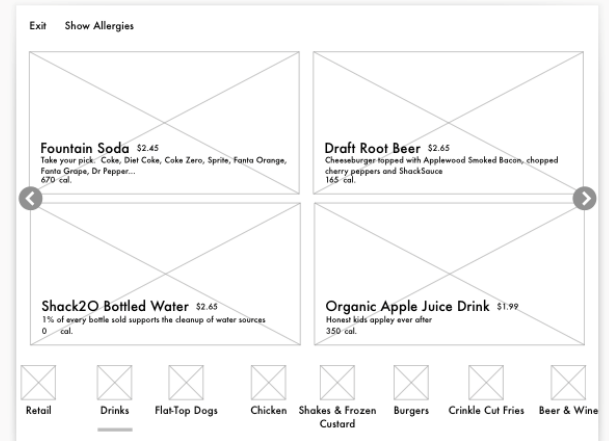 Exit Show Allergies
Fountain Soda $2.45
Take your pick. Coke, Diet Coke, Coke Zero, Sprite, Fanta Orange,
Fanta Grape, Dr Pepper...
670 cal.
Draft Root Beer $2.65
Cheeseburger topped with Applewood Smoked Bacon, chopped
cherry peppers and ShackSauce
165 cal.
Shack2O Bottled Water $2.65
1% of every bottle sold supports the cleanup of water sources
0 cal.
Organic Apple Juice Drink $1.99
Honest kids appley ever after
350 cal.
Retail
Drinks
Flat-Top Dogs
Chicken
Shakes & Frozen
Custard
Burgers
Crinkle Cut Fries
Beer & Wine